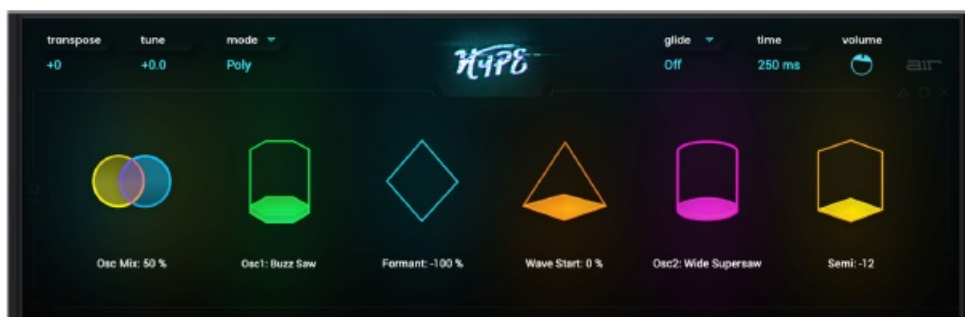 transpose tune mode glide time volume
HYPE
+0 +0.0 Poly Off 250 ms air
Osc Mix: 50 % Osc1: Buzz Saw Formant: -100 % Wave Start: 0 % Osc2: Wide Supersaw Semi: -12